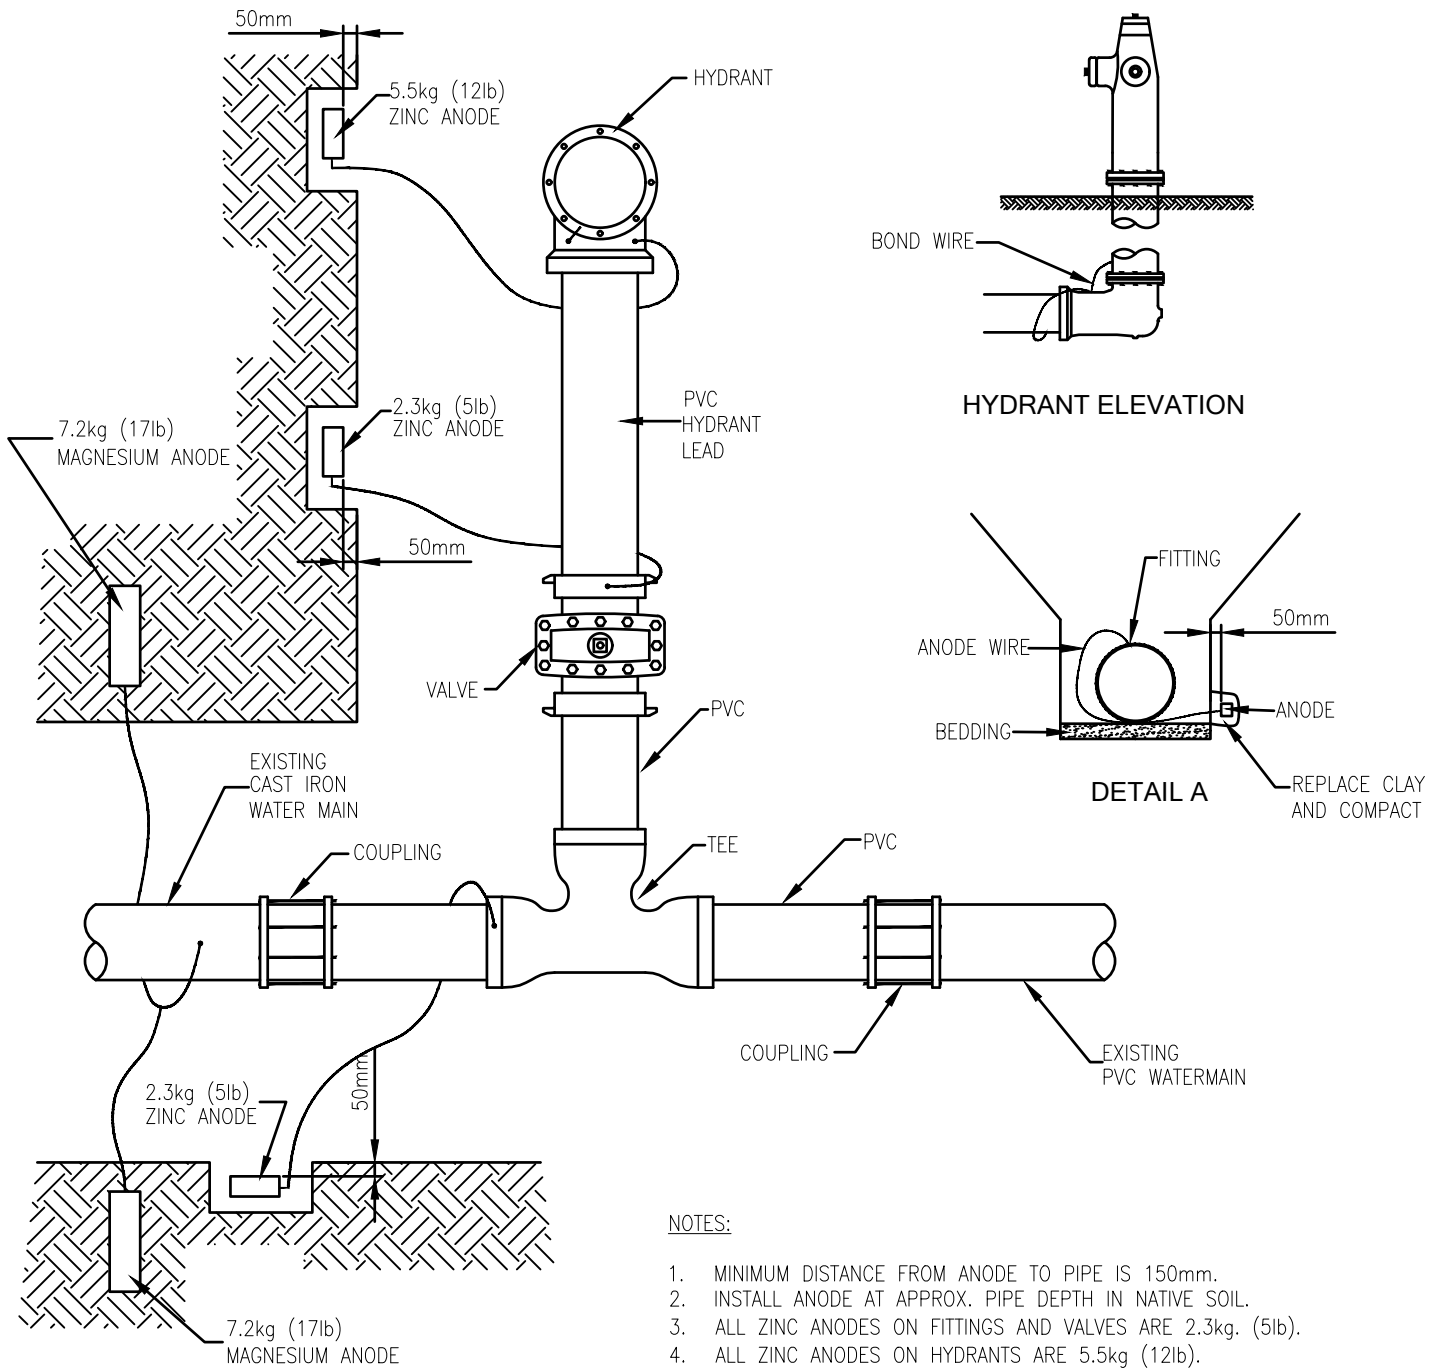 50mm
5.5kg (12lb)
ZINC ANODE
HYDRANT
BOND WIRE
HYDRANT ELEVATION
2.3kg (5lb)
ZINC ANODE
PVC
HYDRANT
LEAD
7.2kg (17lb)
MAGNESIUM ANODE
50mm
FITTING
50mm
ANODE WIRE
ANODE
BEDDING
DETAIL A
REPLACE CLAY
AND COMPACT
VALVE
PVC
EXISTING
CAST IRON
WATER MAIN
COUPLING
TEE
PVC
COUPLING
EXISTING
PVC WATERMAIN
50mm
2.3kg (5lb)
ZINC ANODE
7.2kg (17lb)
MAGNESIUM ANODE
NOTES:
1. MINIMUM DISTANCE FROM ANODE TO PIPE IS 150mm.
2. INSTALL ANODE AT APPROX. PIPE DEPTH IN NATIVE SOIL.
3. ALL ZINC ANODES ON FITTINGS AND VALVES ARE 2.3kg. (5lb).
4. ALL ZINC ANODES ON HYDRANTS ARE 5.5kg (12lb).